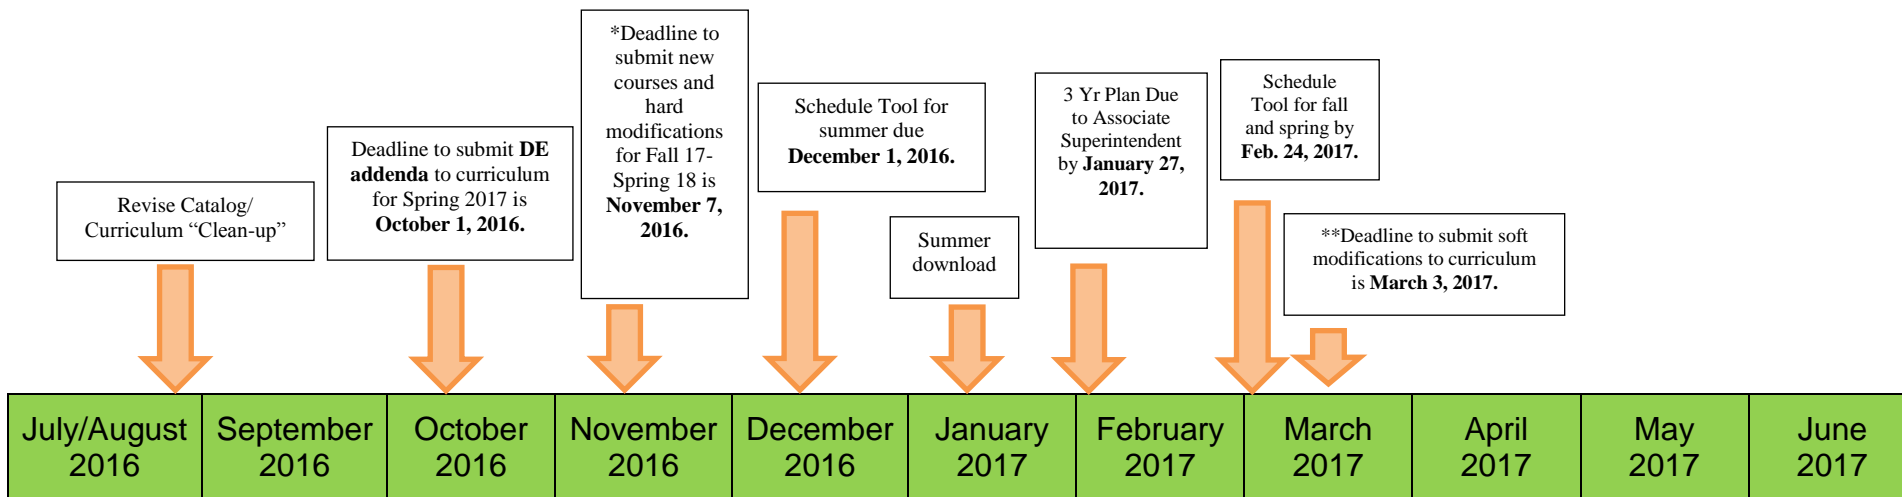 Revise Catalog/
Curriculum “Clean-up”
Deadline to submit DE
addenda to curriculum
for Spring 2017 is
October 1, 2016.
*Deadline to
submit new
courses and
hard
modifications
for Fall 17-
Spring 18 is
November 7,
2016.
Schedule Tool for
summer due
December 1, 2016.
Summer
download
3 Yr Plan Due
to Associate
Superintendent
by January 27,
2017.
Schedule
Tool for fall
and spring by
Feb. 24, 2017.
**Deadline to submit soft
modifications to curriculum
is March 3, 2017.
July/August
2016
September
2016
October
2016
November
2016
December
2016
January
2017
February
2017
March
2017
April
2017
May
2017
June
2017